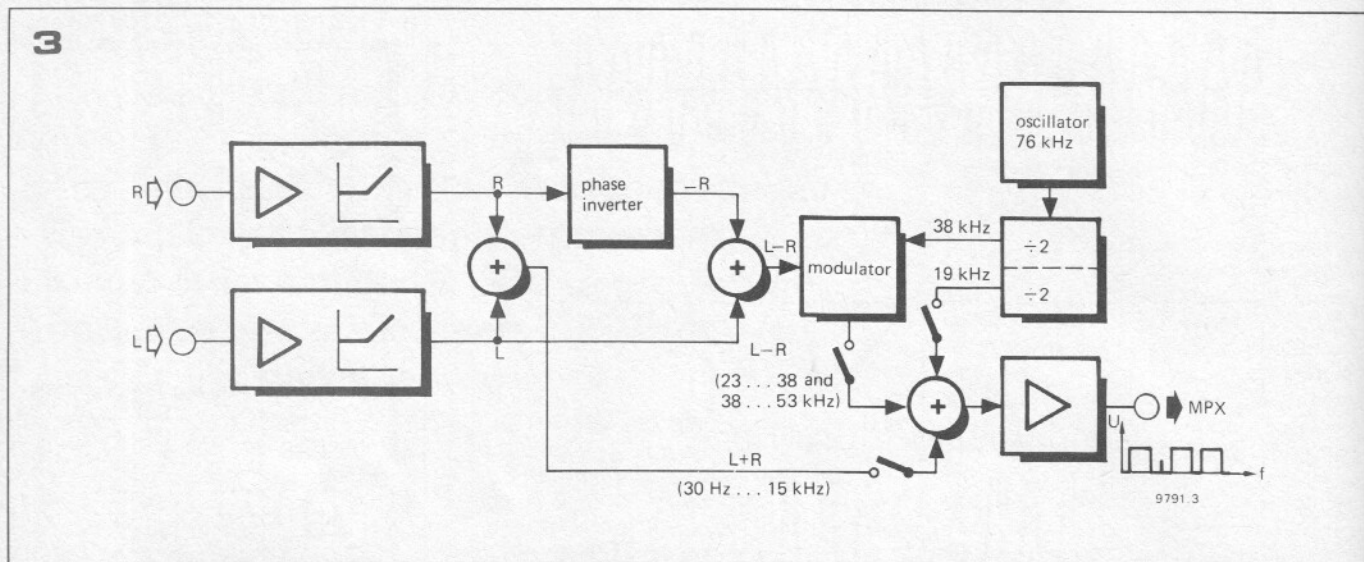 3
oscillator
76 kHz
R
R
phase
inverter
−R
38 kHz
÷2
L−R
modulator
19 kHz
÷2
L
L
L−R
(23 ... 38 and
38 ... 53 kHz)
MPX
U
f
L+R
(30 Hz ... 15 kHz)
9791.3